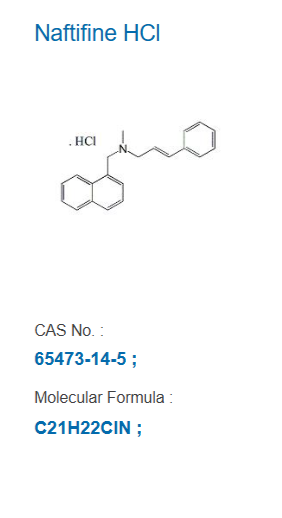 Naftifine HCl
. HCl
N
CAS No. :
65473-14-5 ;
Molecular Formula :
C21H22ClN ;